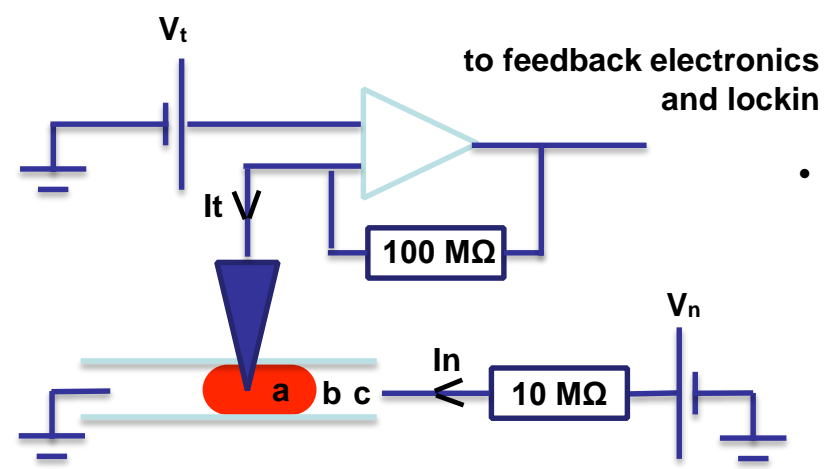 Vt
to feedback electronics
and lockin
•
It
100 MΩ
Vn
In
a b c
10 MΩ